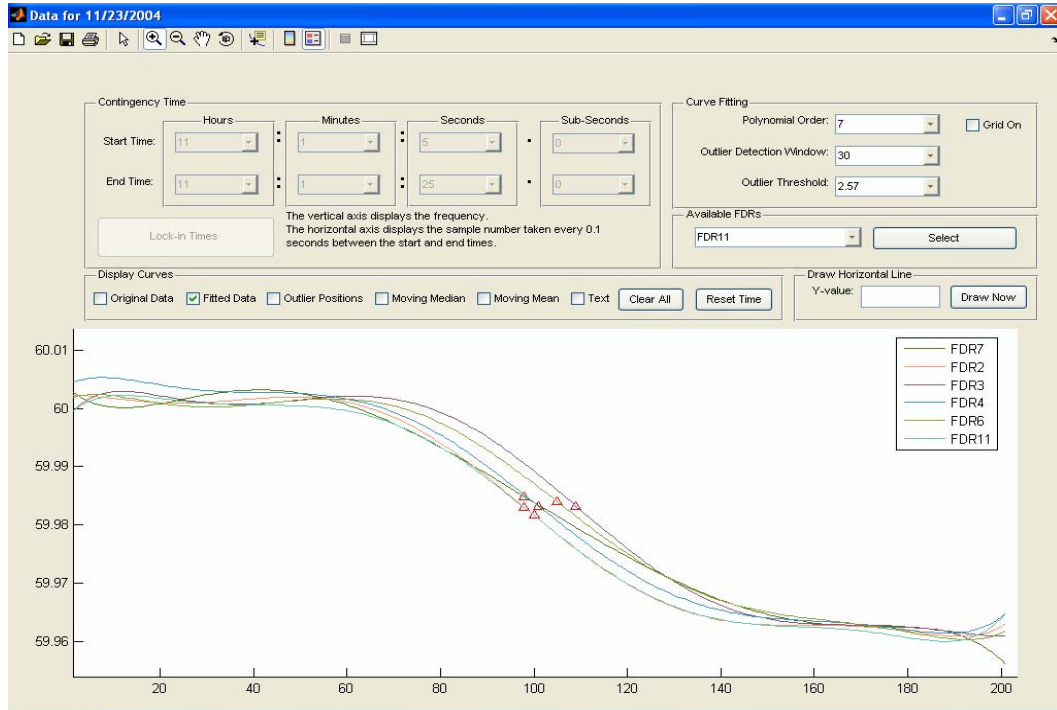 Data for 11/23/2004
Contingency Time
Hours
Minutes
Seconds
Sub-Seconds
Start Time:
11
:
1
:
5
.
0
End Time:
11
:
1
:
25
.
0
Lock-in Times
The vertical axis displays the frequency.
The horizontal axis displays the sample number taken every 0.1
seconds between the start and end times.
Curve Fitting
Polynomial Order:
7
Grid On
Outlier Detection Window:
30
Outlier Threshold:
2.57
Available FDRs
FDR11
Select
Display Curves
Original Data
Fitted Data
Outlier Positions
Moving Median
Moving Mean
Text
Clear All
Reset Time
Draw Horizontal Line
Y-value:
Draw Now
60.01
60
59.99
59.98
59.97
59.96
FDR7
FDR2
FDR3
FDR4
FDR6
FDR11
20
40
60
80
100
120
140
160
180
200